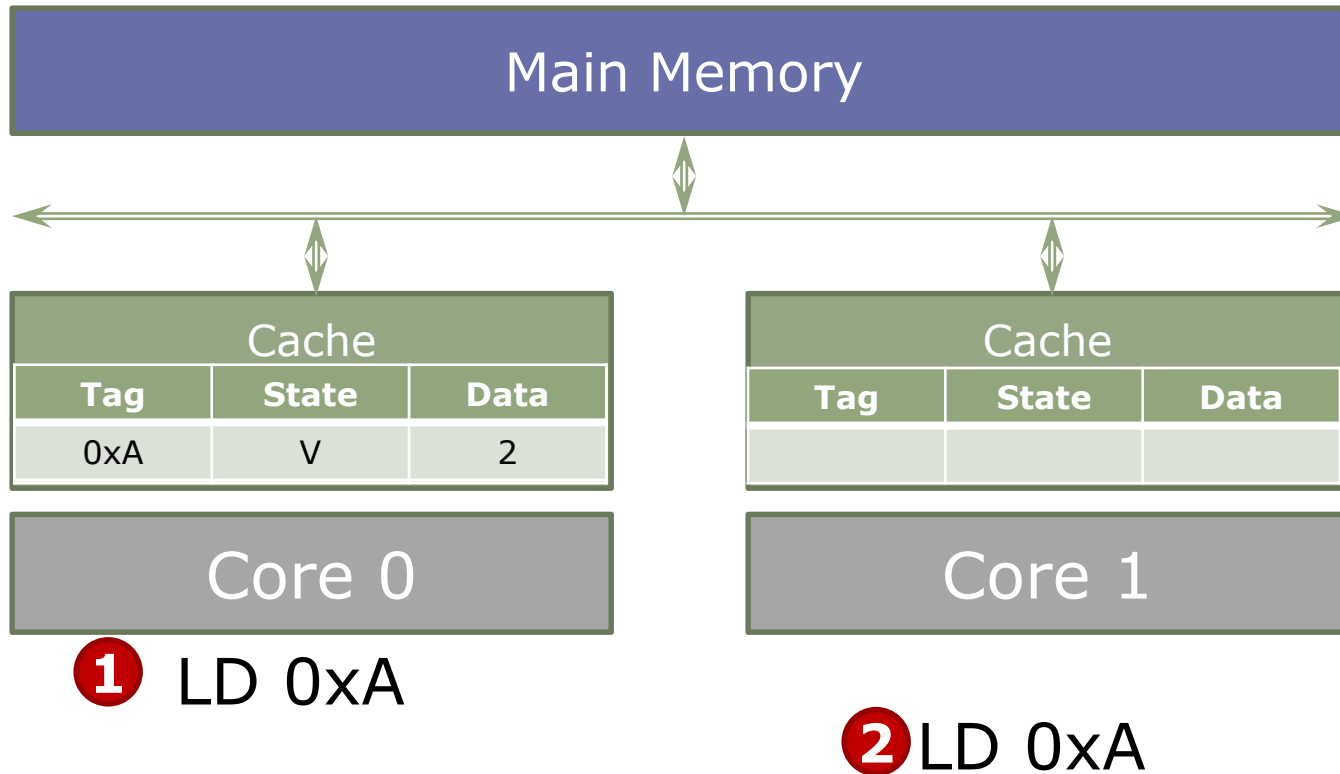 Main Memory
Cache
Tag State Data
0xA V 2
Core 0
1 LD 0xA
Cache
Tag State Data
Core 1
2 LD 0xA